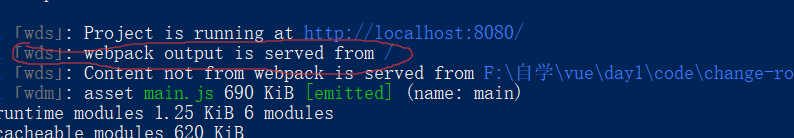 「wds」: Project is running at http://localhost:8080/
「wds」: webpack output is served from /
「wds」: Content not from webpack is served from F:\自学\vue\day1\code\change-ro
「wdm」: asset main.js 690 KiB [emitted] (name: main)
runtime modules 1.25 KiB 6 modules
cacheable modules 620 KiB